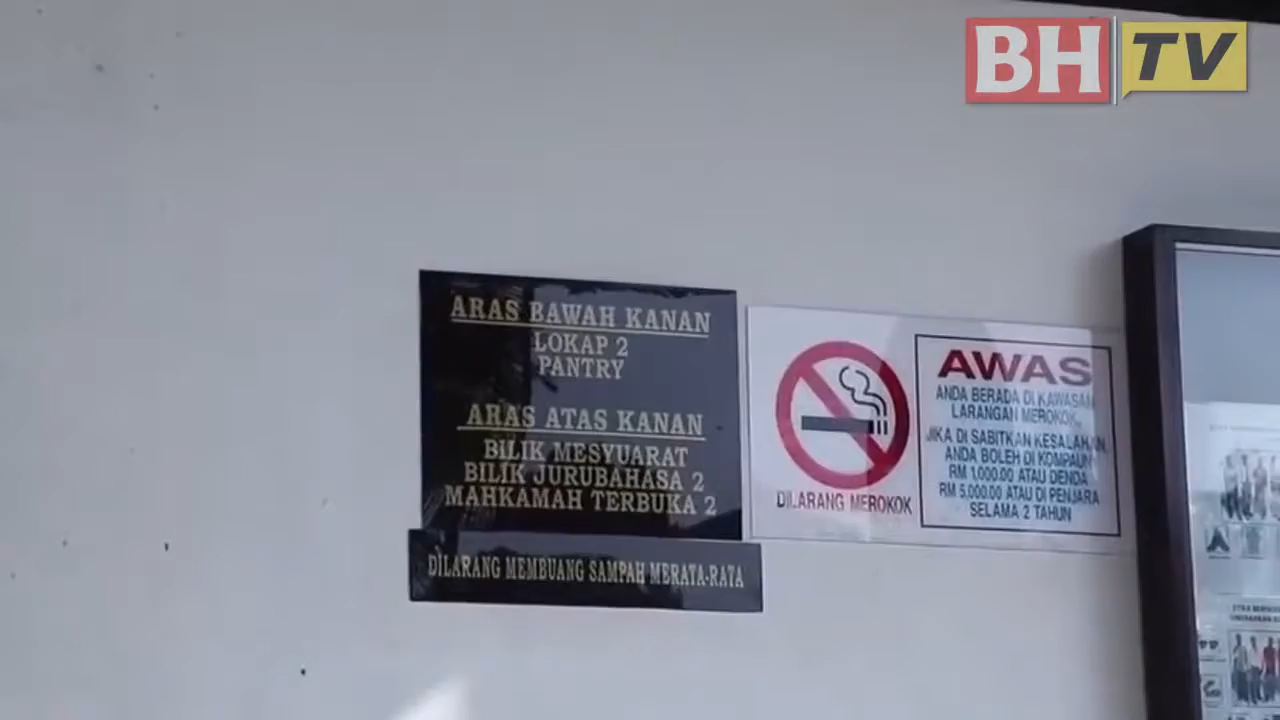 BH TV
ARAS BAWAH KANAN
LOKAP 2
PANTRY
ARAS ATAS KANAN
BILIK MESYUARAT
BILIK JURUBAHASA 2
MAHKAMAH TERBUKA 2
DILARANG MEMBUANG SAMPAH MERATA-RATA
DILARANG MEROKOK
AWAS
ANDA BERADA DI KAWASAN
LARANGAN MEROKOK.
JIKA DI SABITKAN KESALAHAN
ANDA BOLEH DI KOMPAUN
RM 1,000.00 ATAU DENDA
RM 5,000.00 ATAU DI PENJARA
SELAMA 2 TAHUN